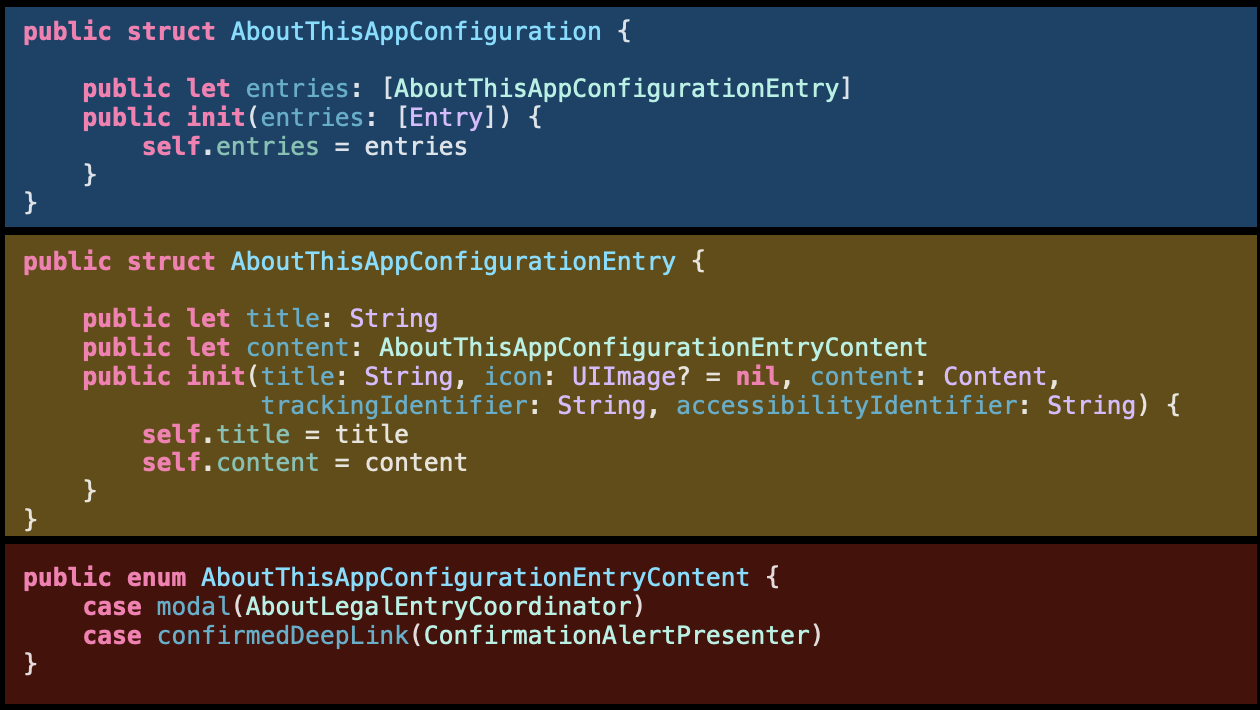 public struct AboutThisAppConfiguration {
public let entries: [AboutThisAppConfigurationEntry]
public init(entries: [Entry]) {
self.entries = entries
}
}
public struct AboutThisAppConfigurationEntry {
public let title: String
public let content: AboutThisAppConfigurationEntryContent
public init(title: String, icon: UIImage? = nil, content: Content,
trackingIdentifier: String, accessibilityIdentifier: String) {
self.title = title
self.content = content
}
}
public enum AboutThisAppConfigurationEntryContent {
case modal(AboutLegalEntryCoordinator)
case confirmedDeepLink(ConfirmationAlertPresenter)
}